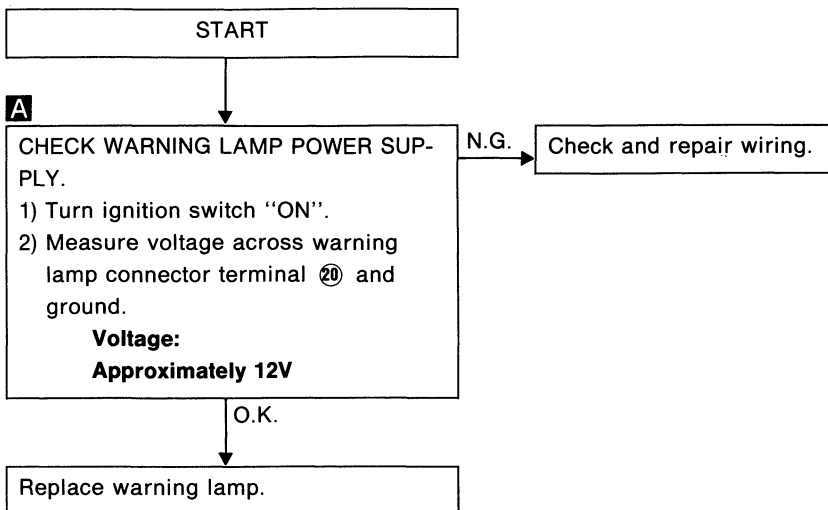 START
A
CHECK WARNING LAMP POWER SUP-
PLY.
1) Turn ignition switch ‘‘ON’’.
2) Measure voltage across warning
lamp connector terminal ⑳ and
ground.
Voltage:
Approximately 12V
N.G.
Check and repair wiring.
O.K.
Replace warning lamp.